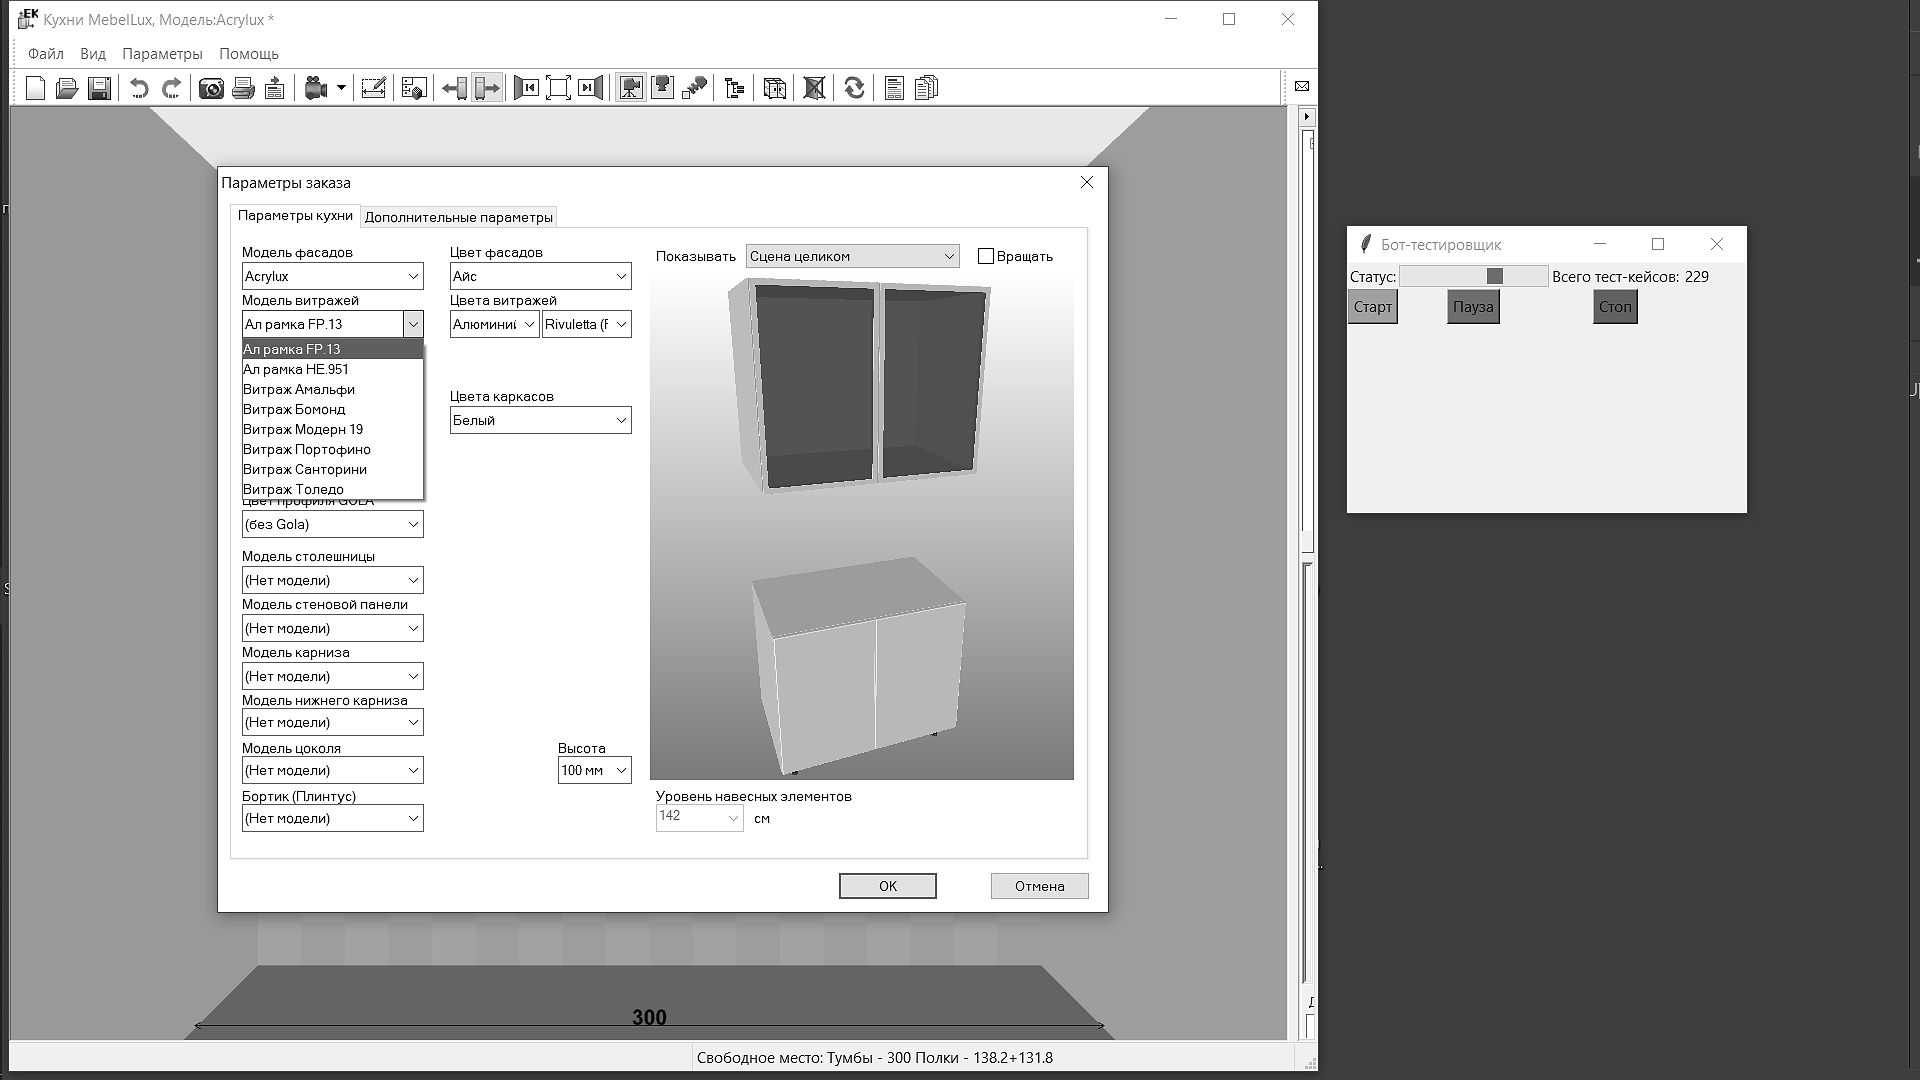 Кухни MebelLux, Модель:Acrylux *
Файл Вид Параметры Помощь
Параметры заказа
Параметры кухни Дополнительные параметры
Модель фасадов
Acrylux
Модель витражей
Ал рамка FP.13
Ал рамка FP.13
Ал рамка НЕ.951
Витраж Амальфи
Витраж Бомонд
Витраж Модерн 19
Витраж Портофино
Витраж Санторини
Витраж Толедо
Цвет профиля GOLA
(без Gola)
Модель столешницы
(Нет модели)
Модель стеновой панели
(Нет модели)
Модель карниза
(Нет модели)
Модель нижнего карниза
(Нет модели)
Модель цоколя
(Нет модели)
Бортик (Плинтус)
(Нет модели)
Цвет фасадов
Айс
Цвета витражей
Алюмини Rivuletta (F
Цвета каркасов
Белый
Высота
100 мм
Показывать Сцена целиком Вращать
Уровень навесных элементов
142 см
OK Отмена
300
Свободное место: Тумбы - 300 Полки - 138.2+131.8
Бот-тестировщик
Статус: Всего тест-кейсов: 229
Старт Пауза Стоп